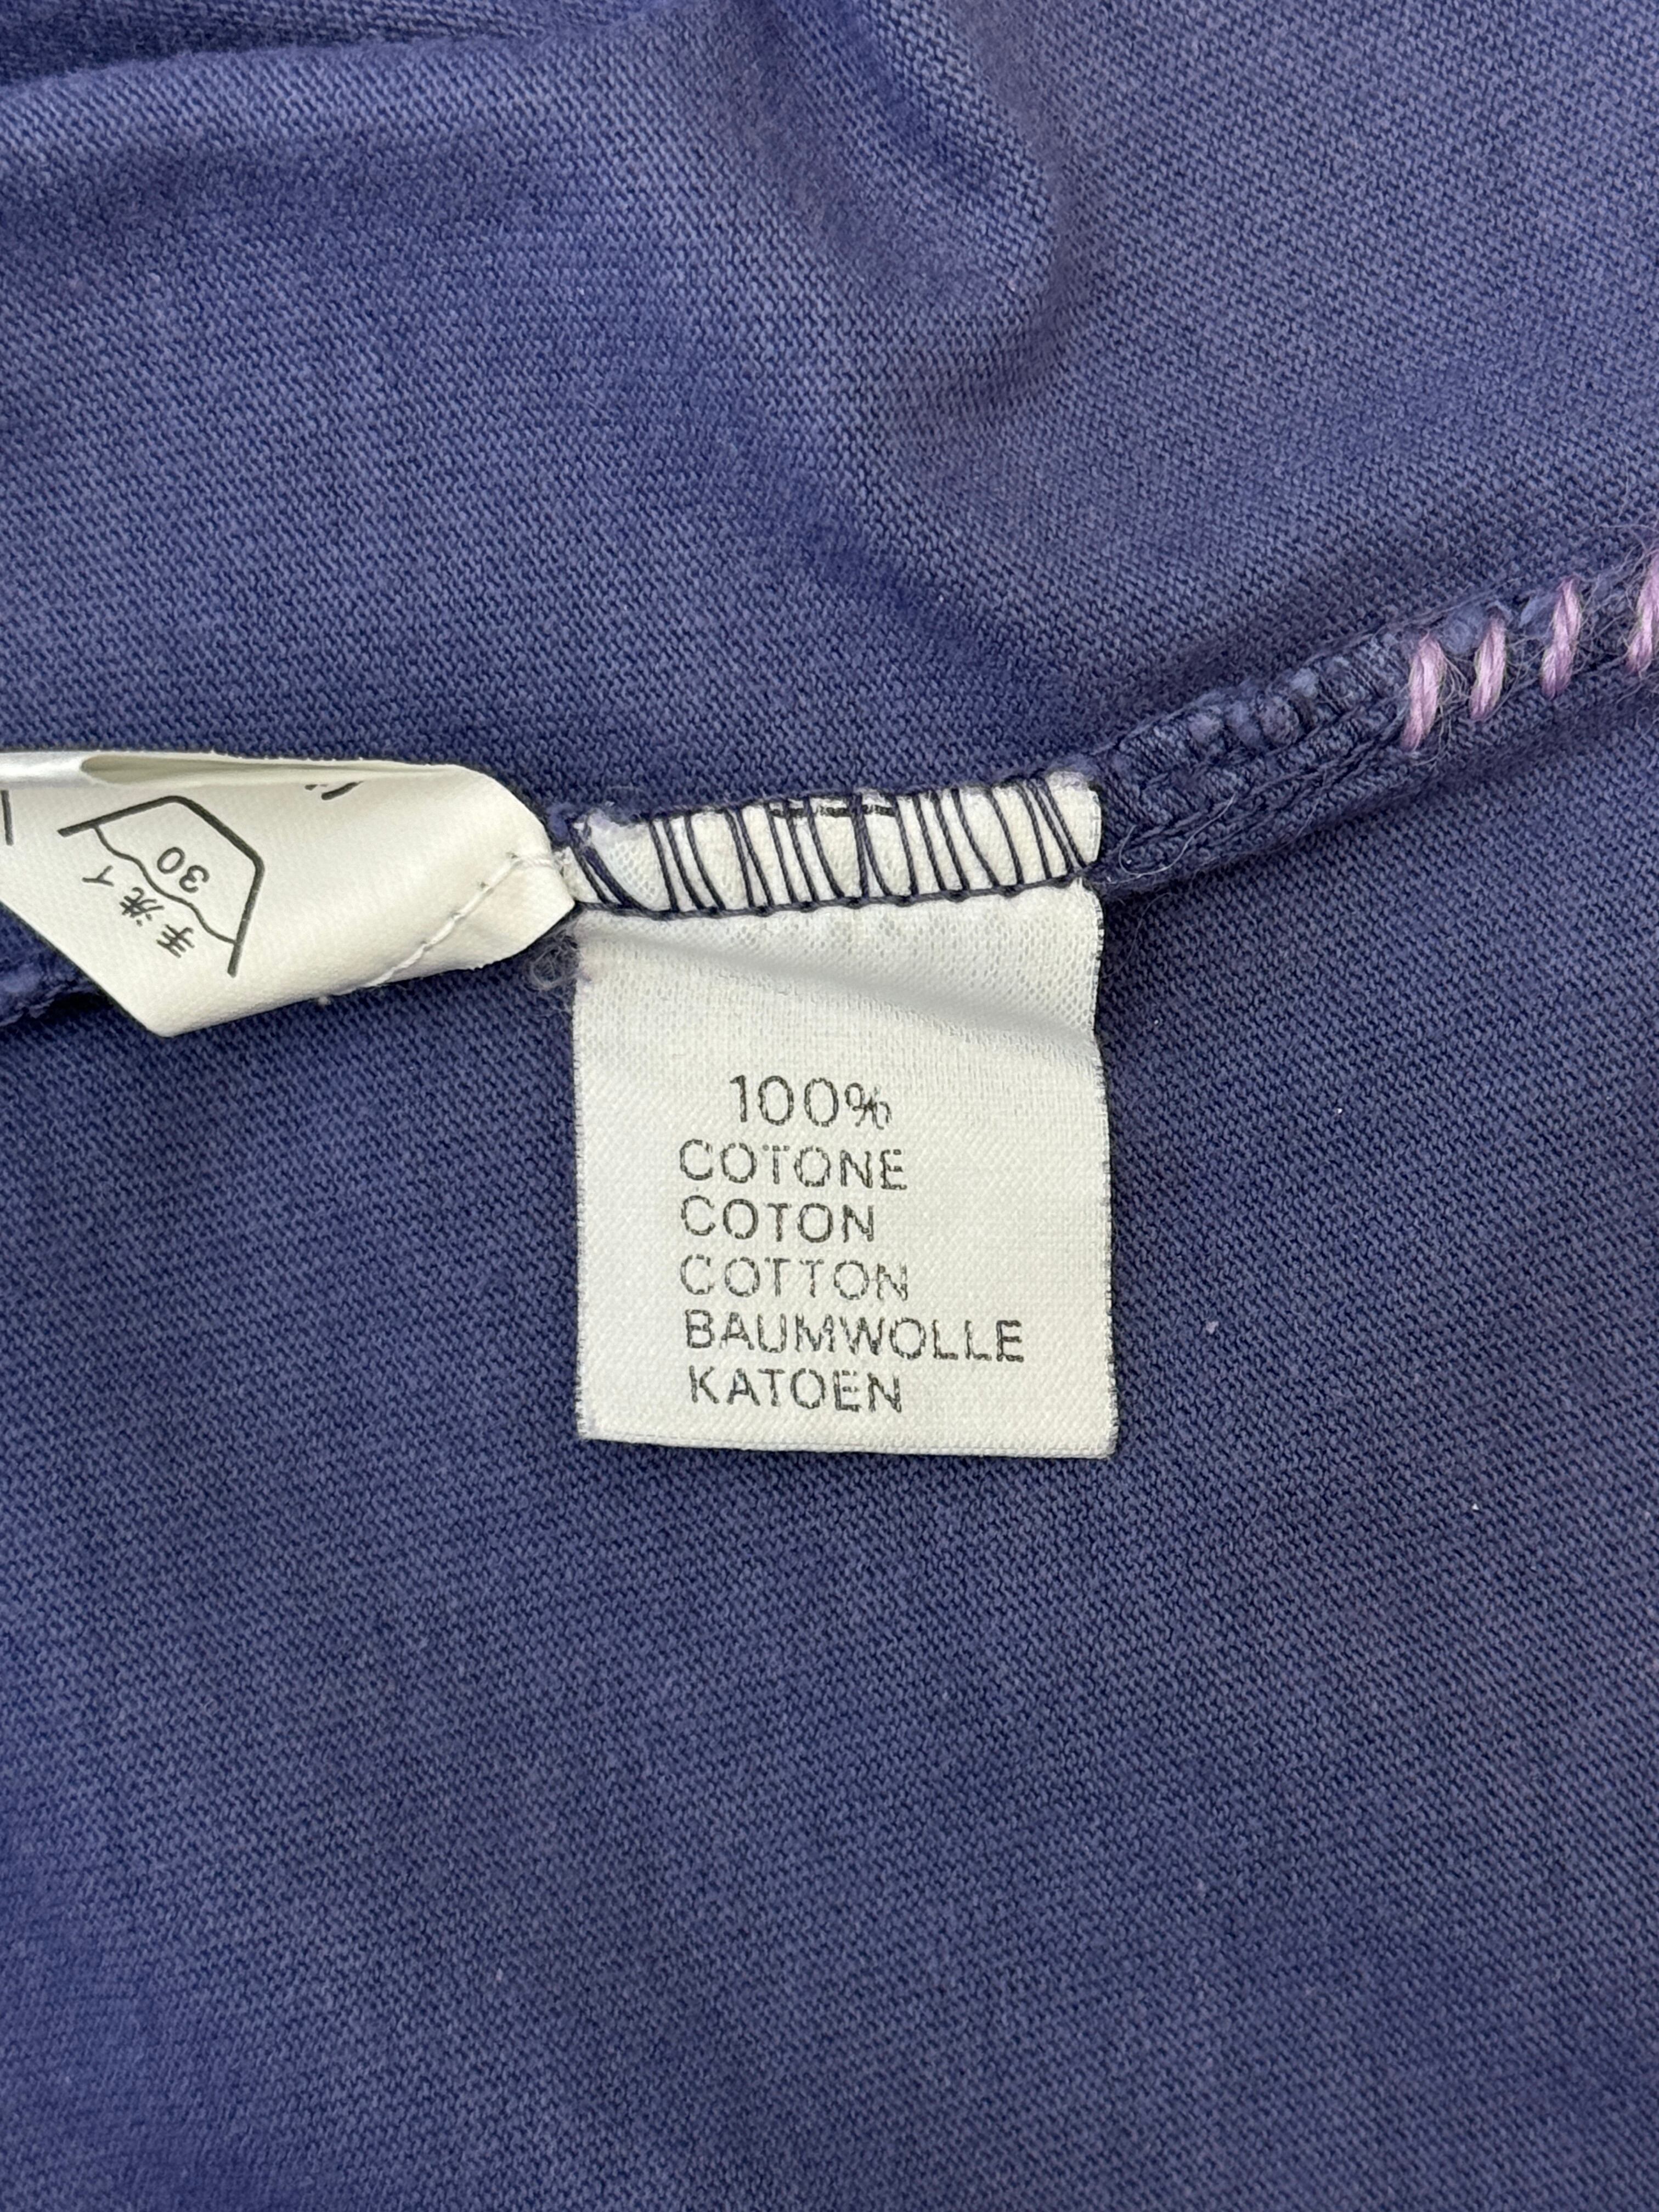 手洗イ
30
100%
COTONE
COTON
COTTON
BAUMWOLLE
KATOEN